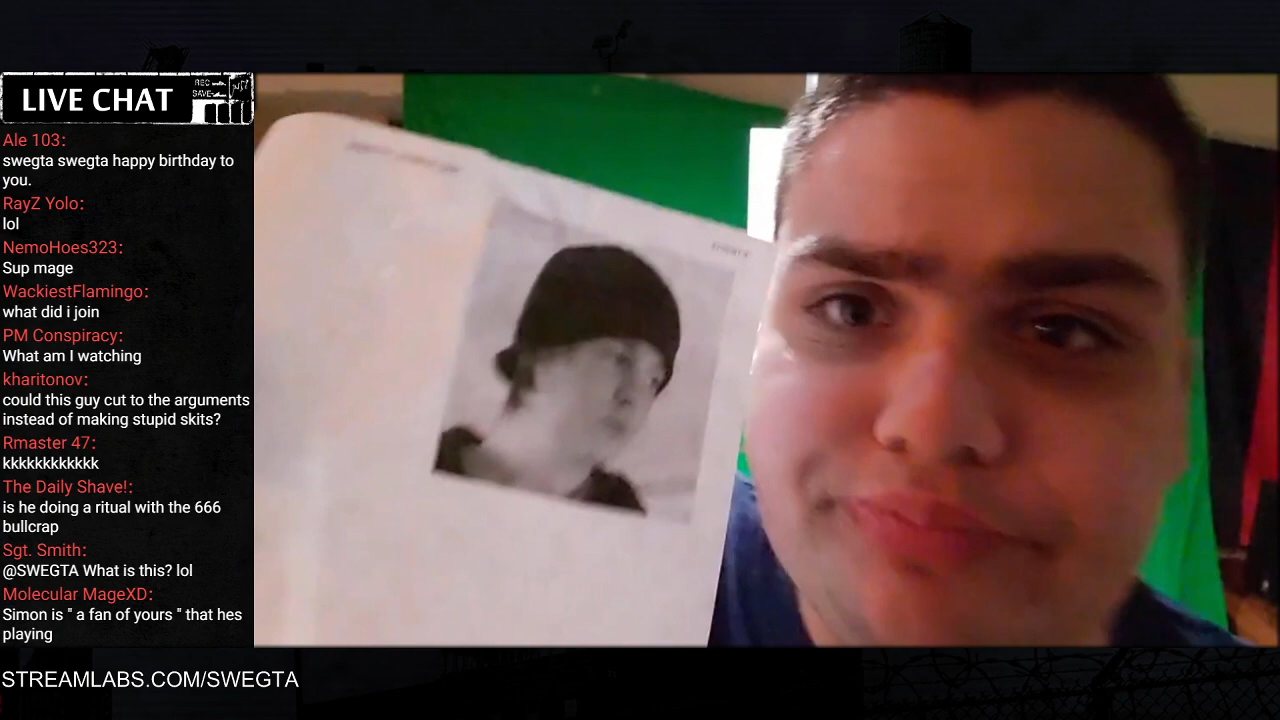 LIVE CHAT
REC
SAVE
Ale 103:
swegta swegta happy birthday to
you.
RayZ Yolo:
lol
NemoHoes323:
Sup mage
WackiestFlamingo:
what did i join
PM Conspiracy:
What am I watching
kharitonov:
could this guy cut to the arguments
instead of making stupid skits?
Rmaster 47:
kkkkkkkkkkkk
The Daily Shave!:
is he doing a ritual with the 666
bullcrap
Sgt. Smith:
@SWEGTA What is this? lol
Molecular MageXD:
Simon is " a fan of yours " that hes
playing
STREAMLABS.COM/SWEGTA